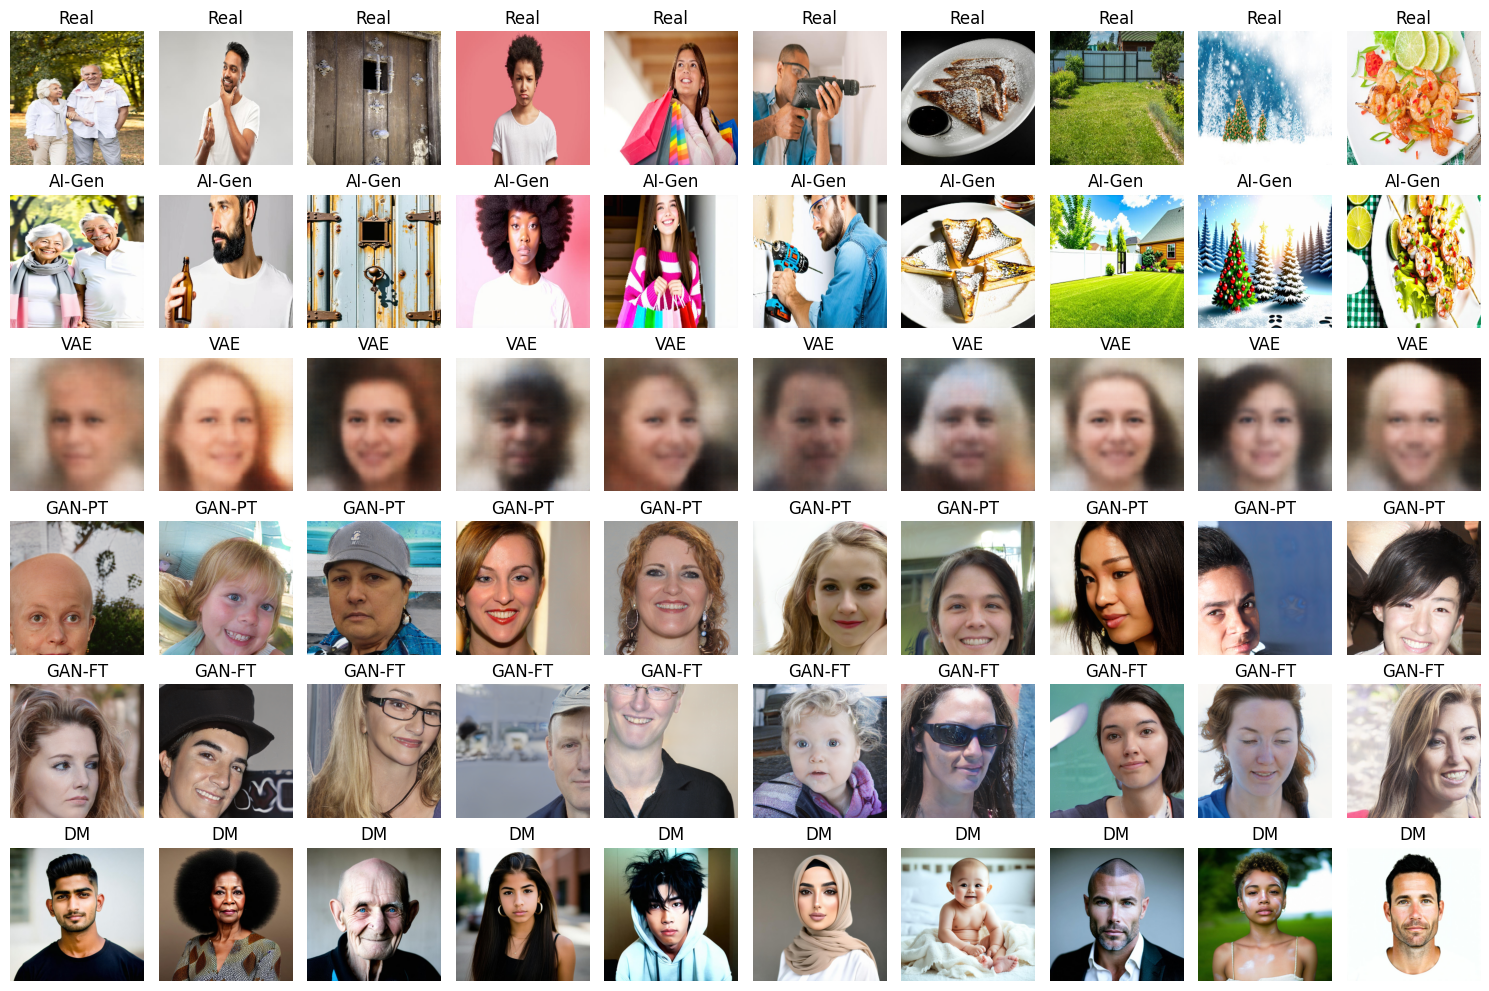 Real Real Real Real Real Real Real Real Real Real
AI-Gen AI-Gen AI-Gen AI-Gen AI-Gen AI-Gen AI-Gen AI-Gen AI-Gen AI-Gen
VAE VAE VAE VAE VAE VAE VAE VAE VAE VAE
GAN-PT GAN-PT GAN-PT GAN-PT GAN-PT GAN-PT GAN-PT GAN-PT GAN-PT GAN-PT
GAN-FT GAN-FT GAN-FT GAN-FT GAN-FT GAN-FT GAN-FT GAN-FT GAN-FT GAN-FT
DM DM DM DM DM DM DM DM DM DM